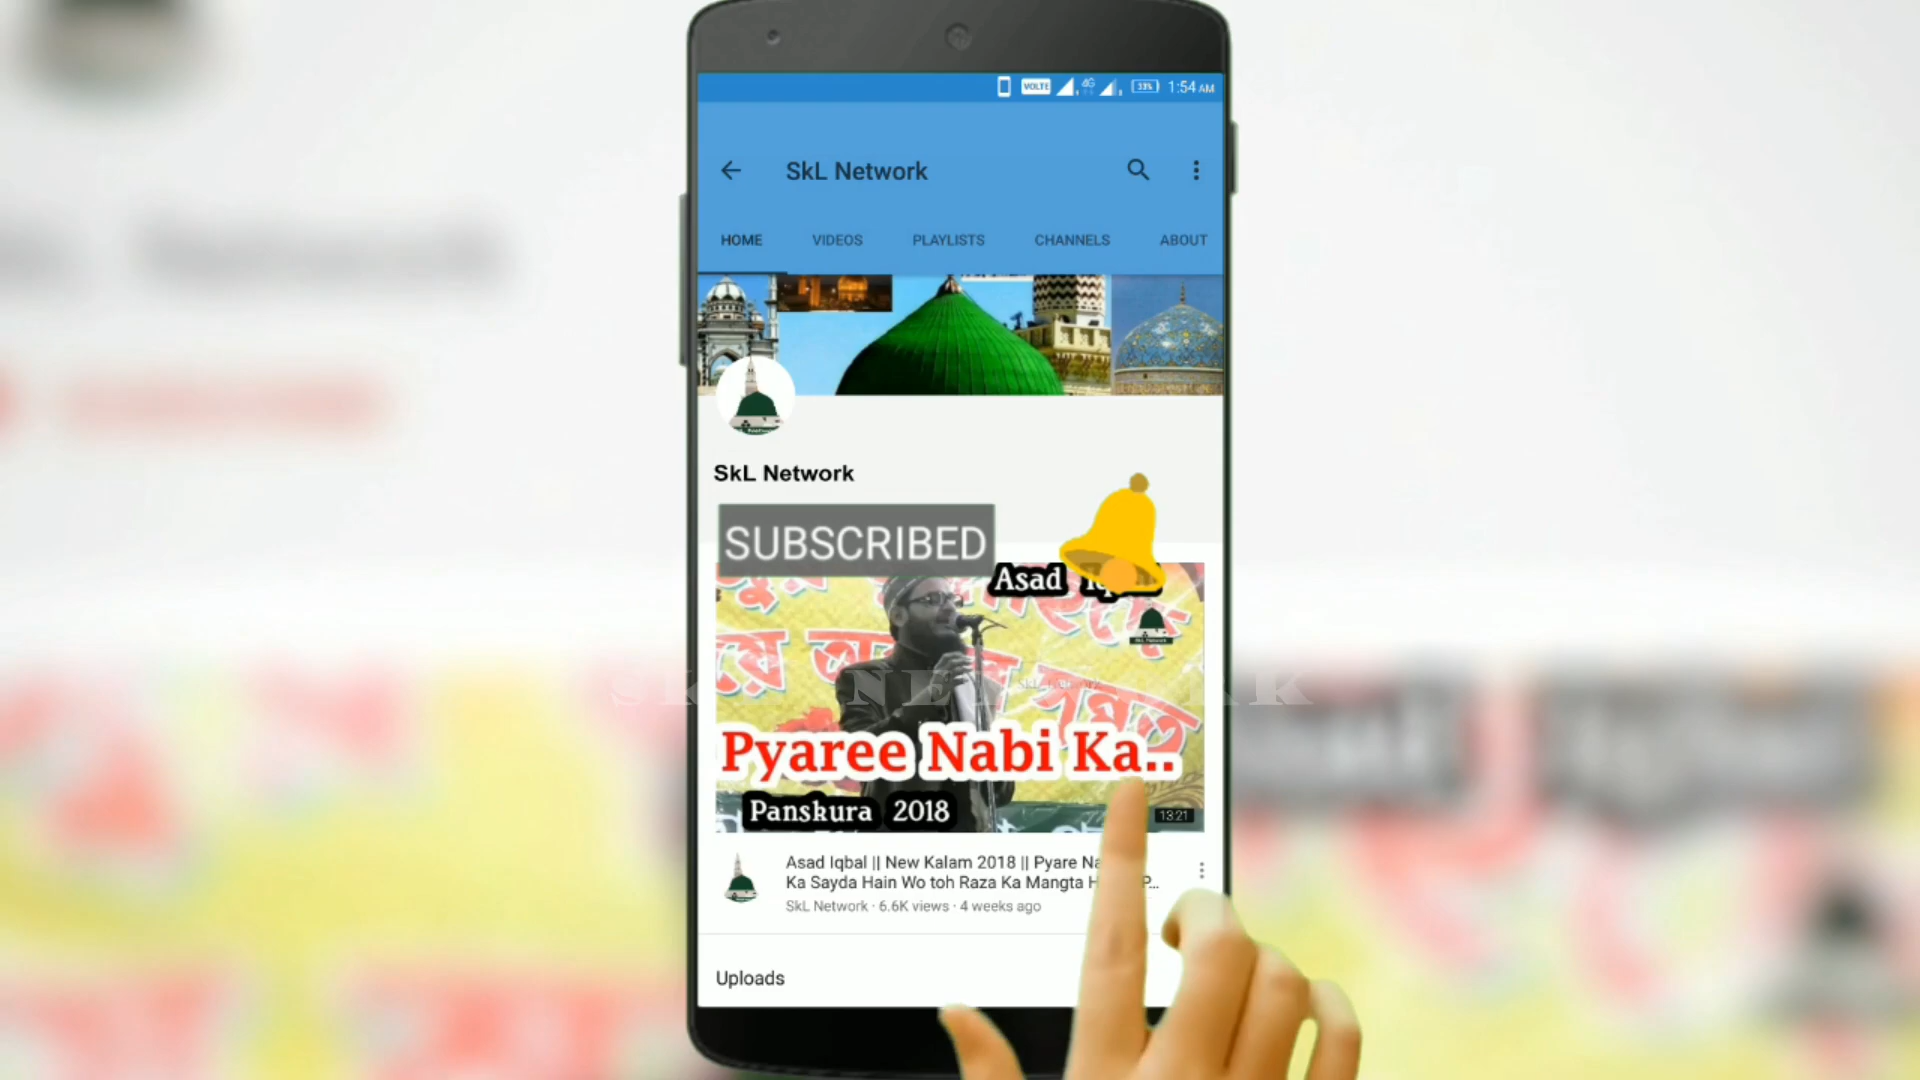 VOLTE 4G 33% 1:54 AM
SkL Network
HOME VIDEOS PLAYLISTS CHANNELS ABOUT
SkL Network
SUBSCRIBED
Asad
Pyaree Nabi Ka..
Panskura 2018
13:21
Asad Iqbal || New Kalam 2018 || Pyare Na
Ka Sayda Hain Wo toh Raza Ka Mangta H P...
SkL Network · 6.6K views · 4 weeks ago
Uploads